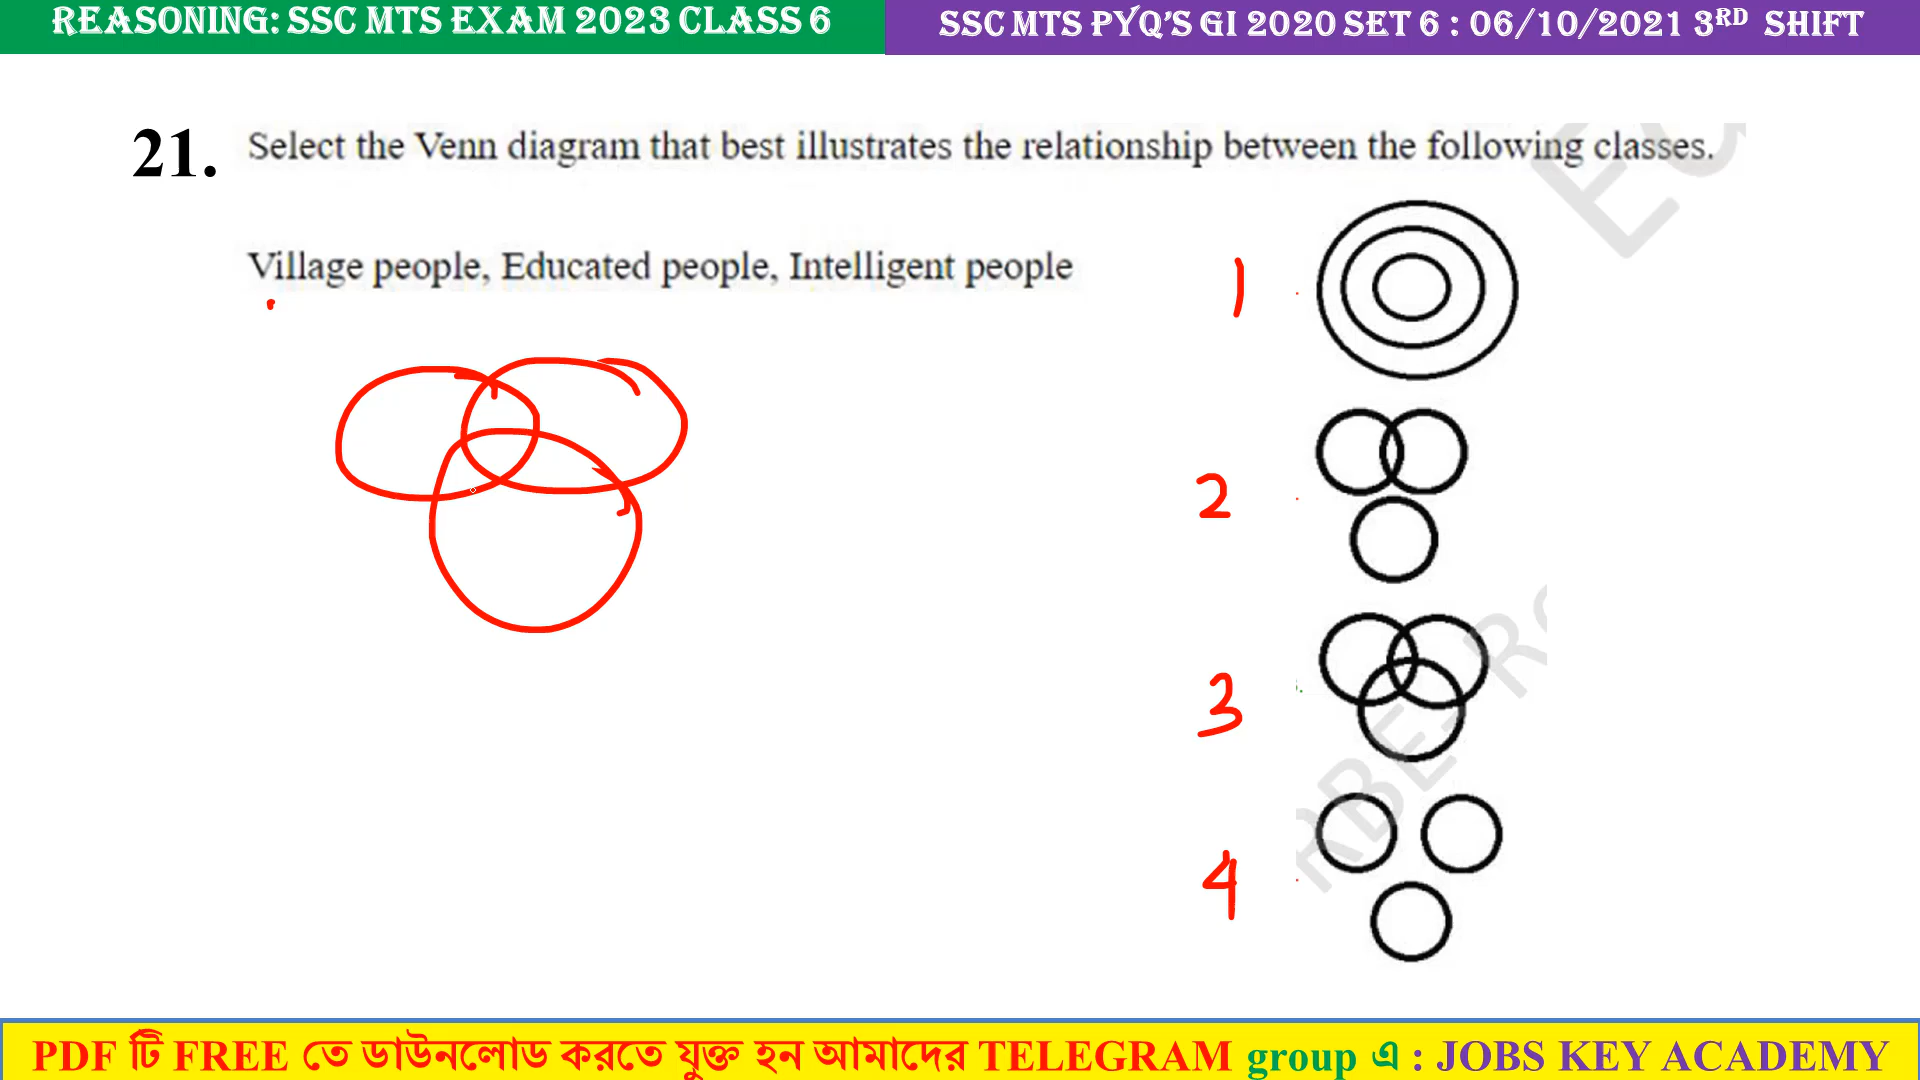 REASONING: SSC MTS EXAM 2023 CLASS 6
SSC MTS PYQ'S GI 2020 SET 6 : 06/10/2021 3RD SHIFT
21. Select the Venn diagram that best illustrates the relationship between the following classes.
Village people, Educated people, Intelligent people
1
2
3
4
PDF টি FREE তে ডাউনলোড করতে যুক্ত হন আমাদের TELEGRAM group এ : JOBS KEY ACADEMY